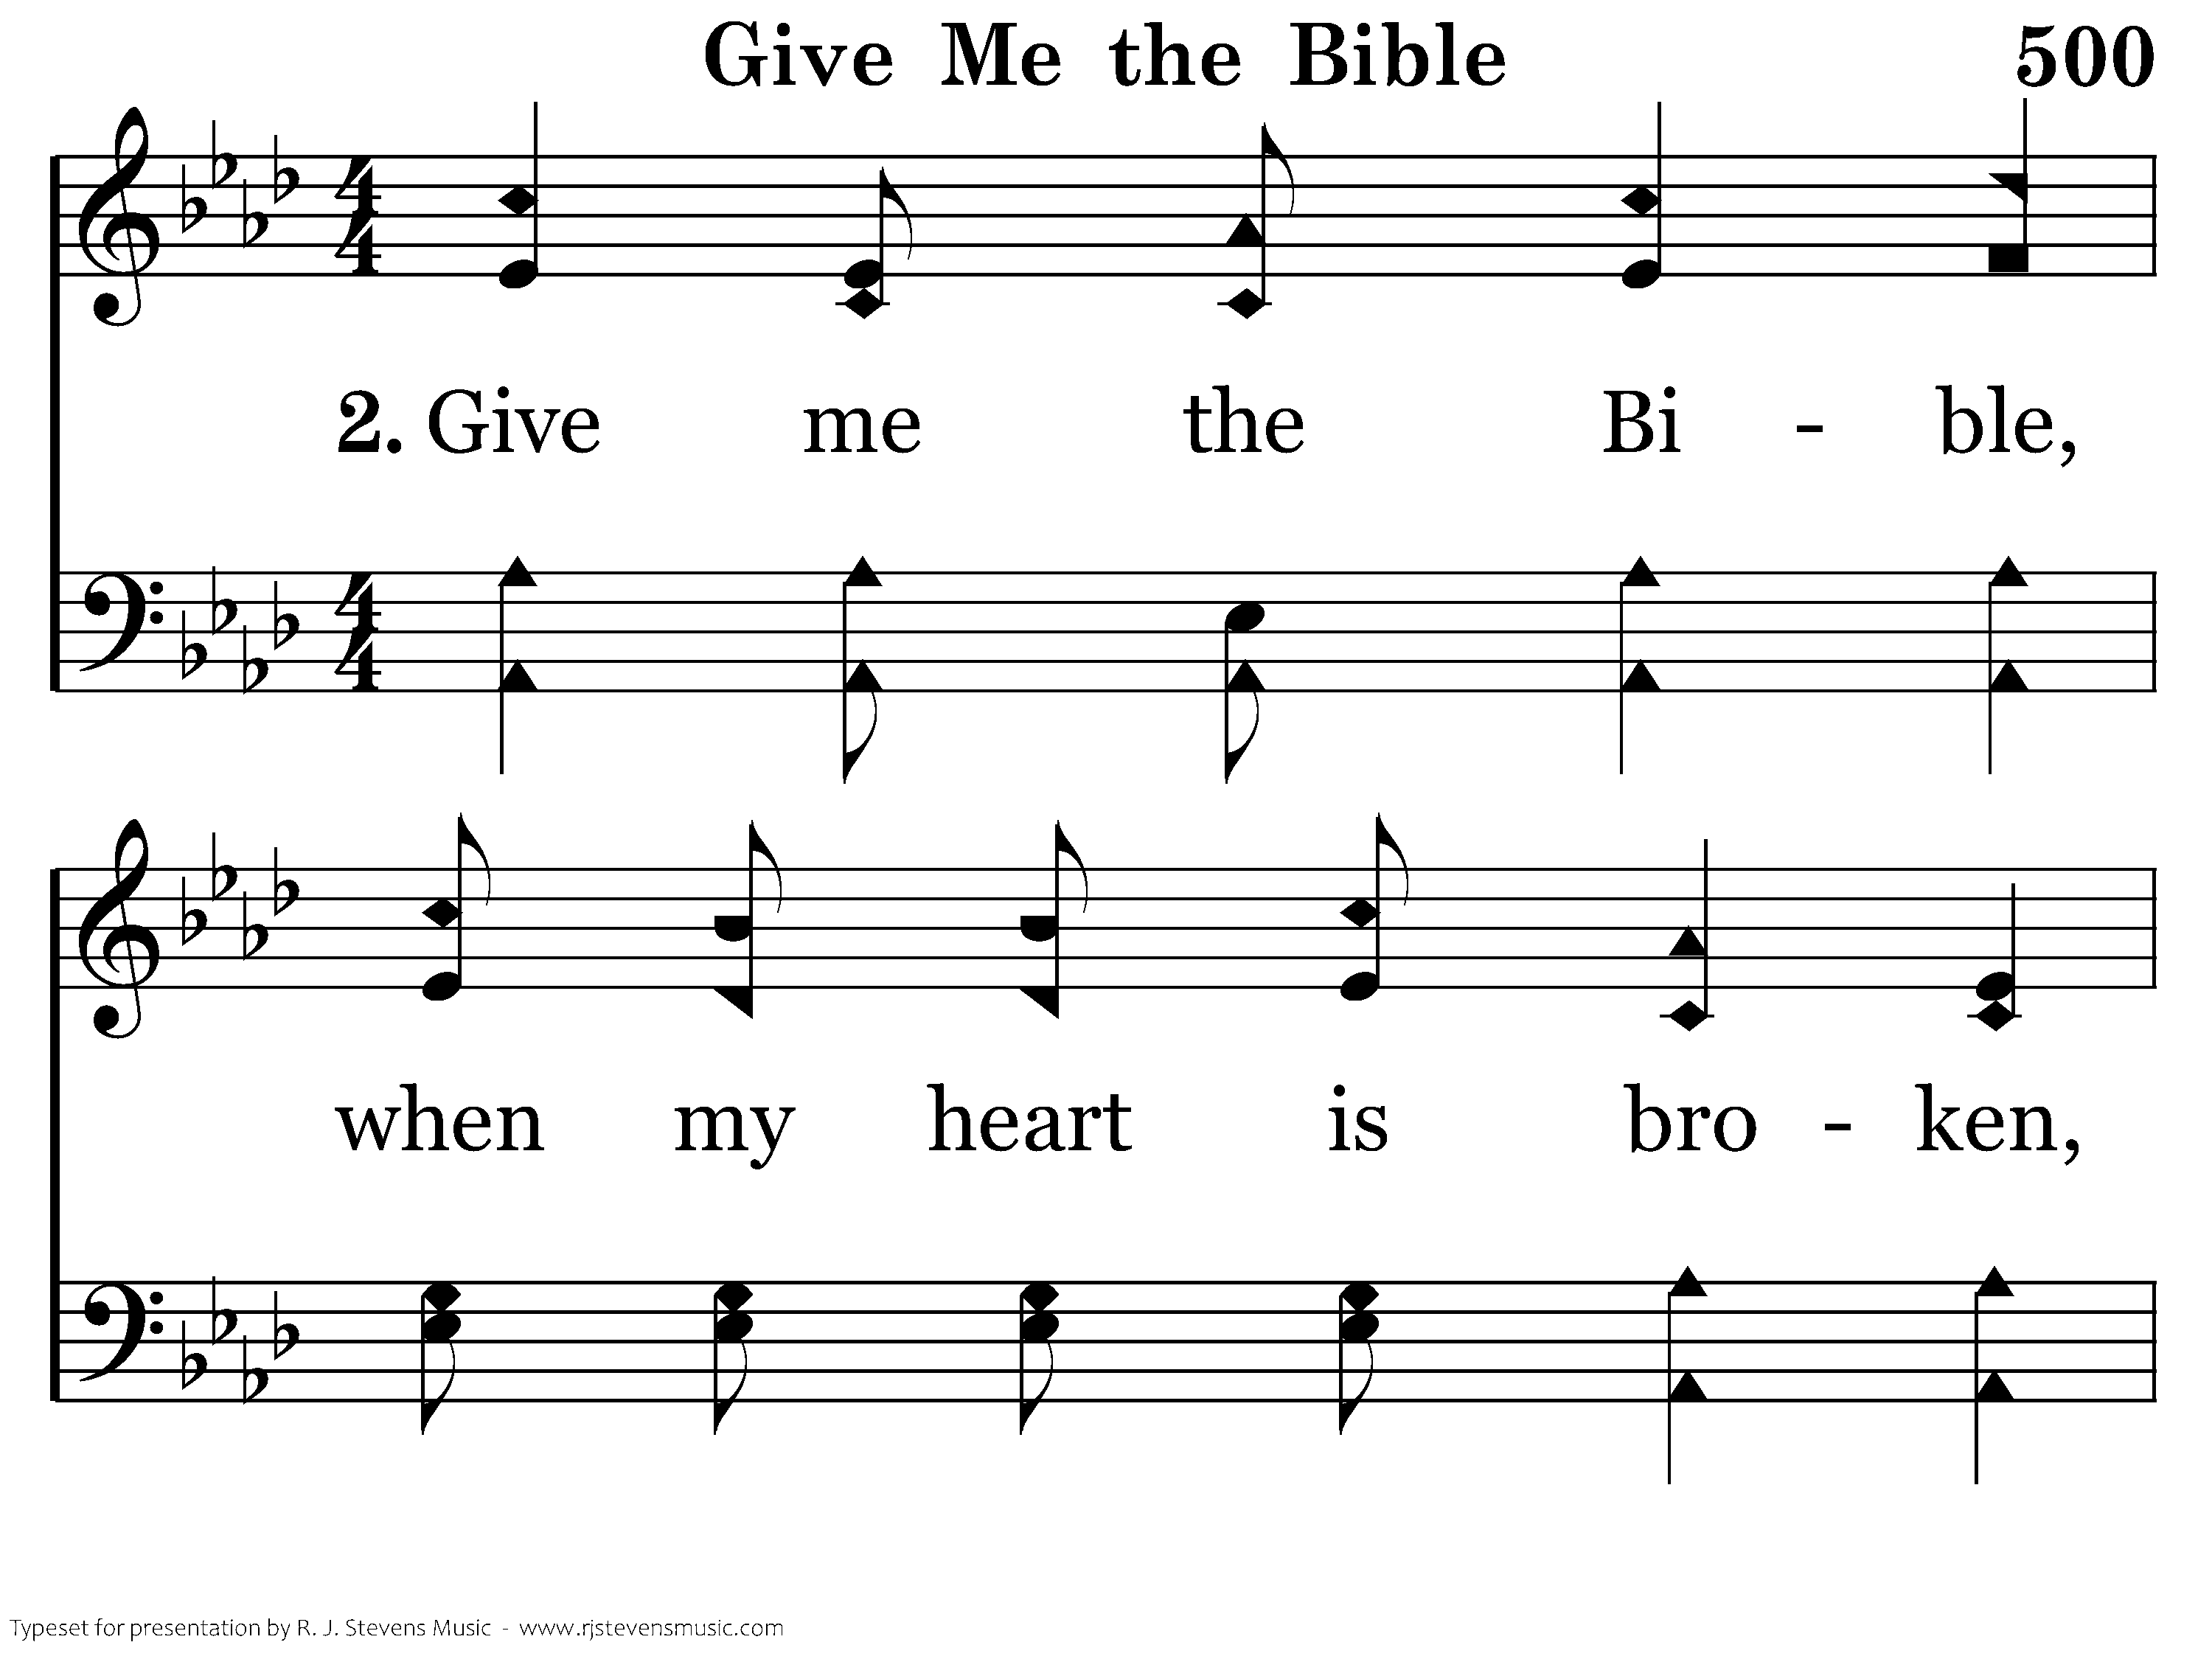 Give Me the Bible 500
2. Give me the Bi - ble,
when my heart is bro - ken,
Typeset for presentation by R. J. Stevens Music - www.rjstevensmusic.com